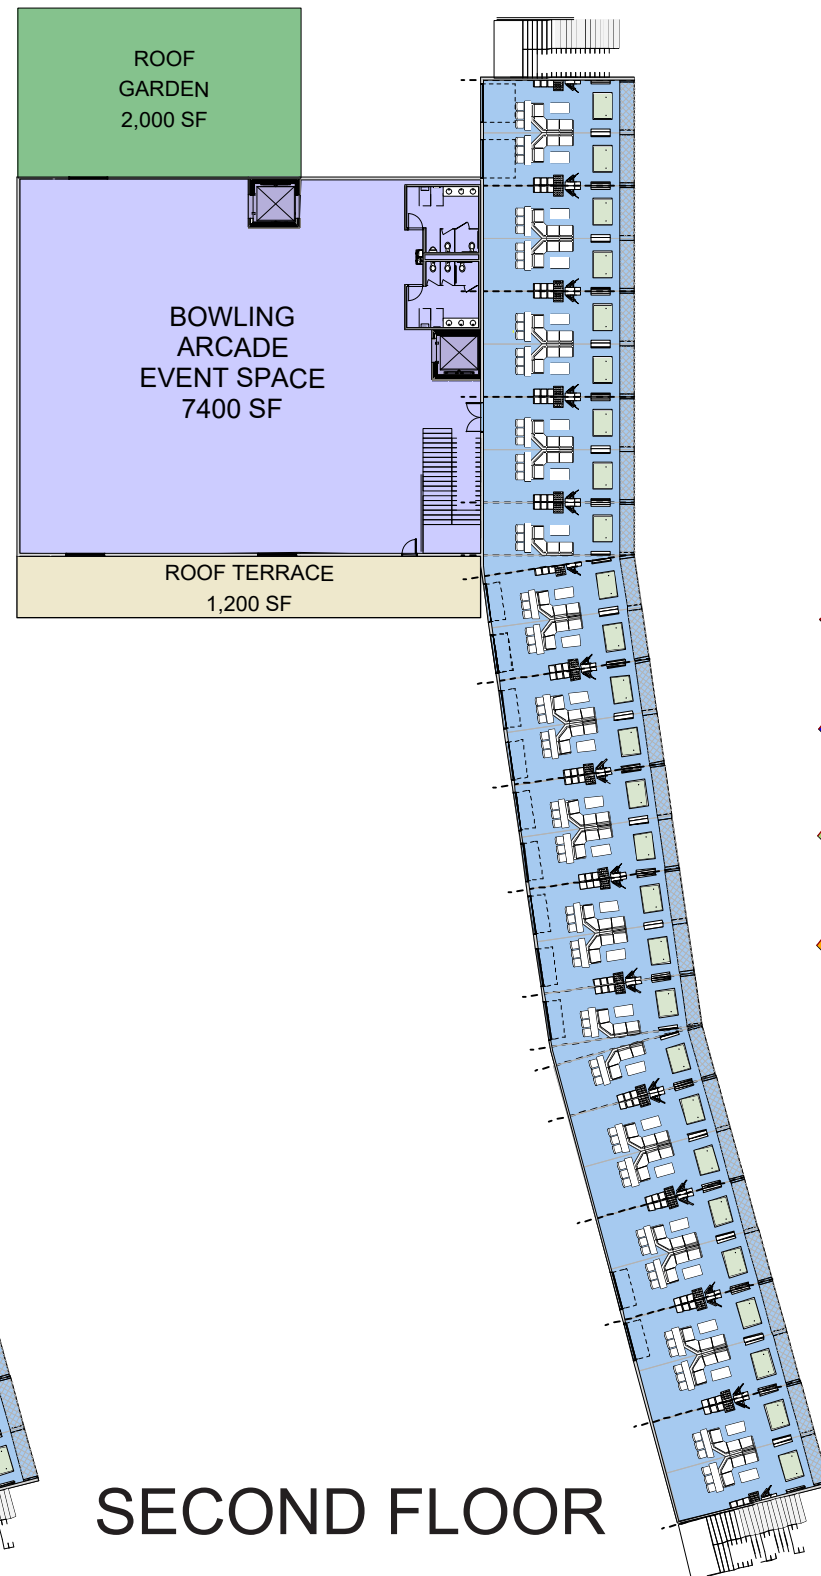 ROOF
GARDEN
2,000 SF
BOWLING
ARCADE
EVENT SPACE
7400 SF
ROOF TERRACE
1,200 SF
SECOND FLOOR